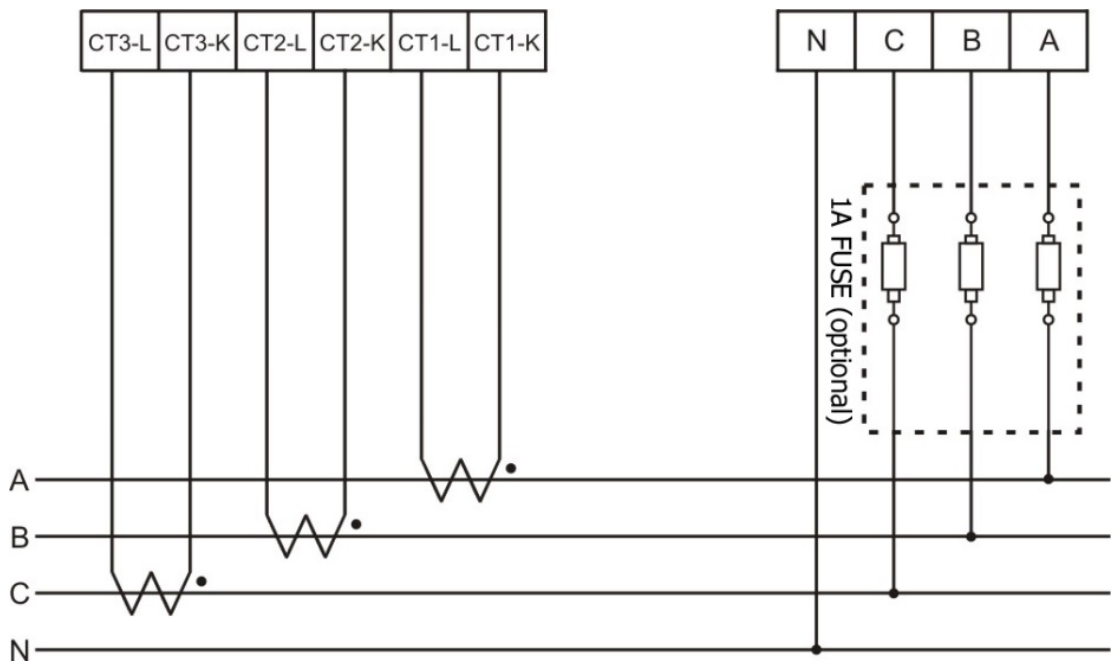 CT3-L CT3-K CT2-L CT2-K CT1-L CT1-K
N C B A
1A FUSE (optional)
A
B
C
N